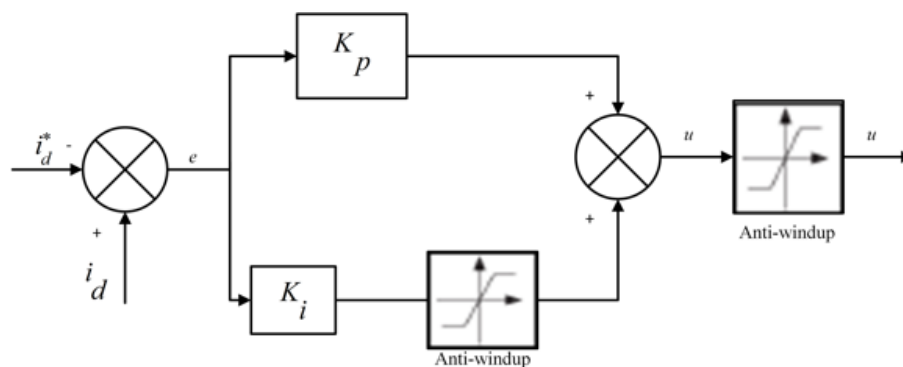 K p
+
i*d -
e
u
u
+
+
Anti-windup
i d
K i
Anti-windup